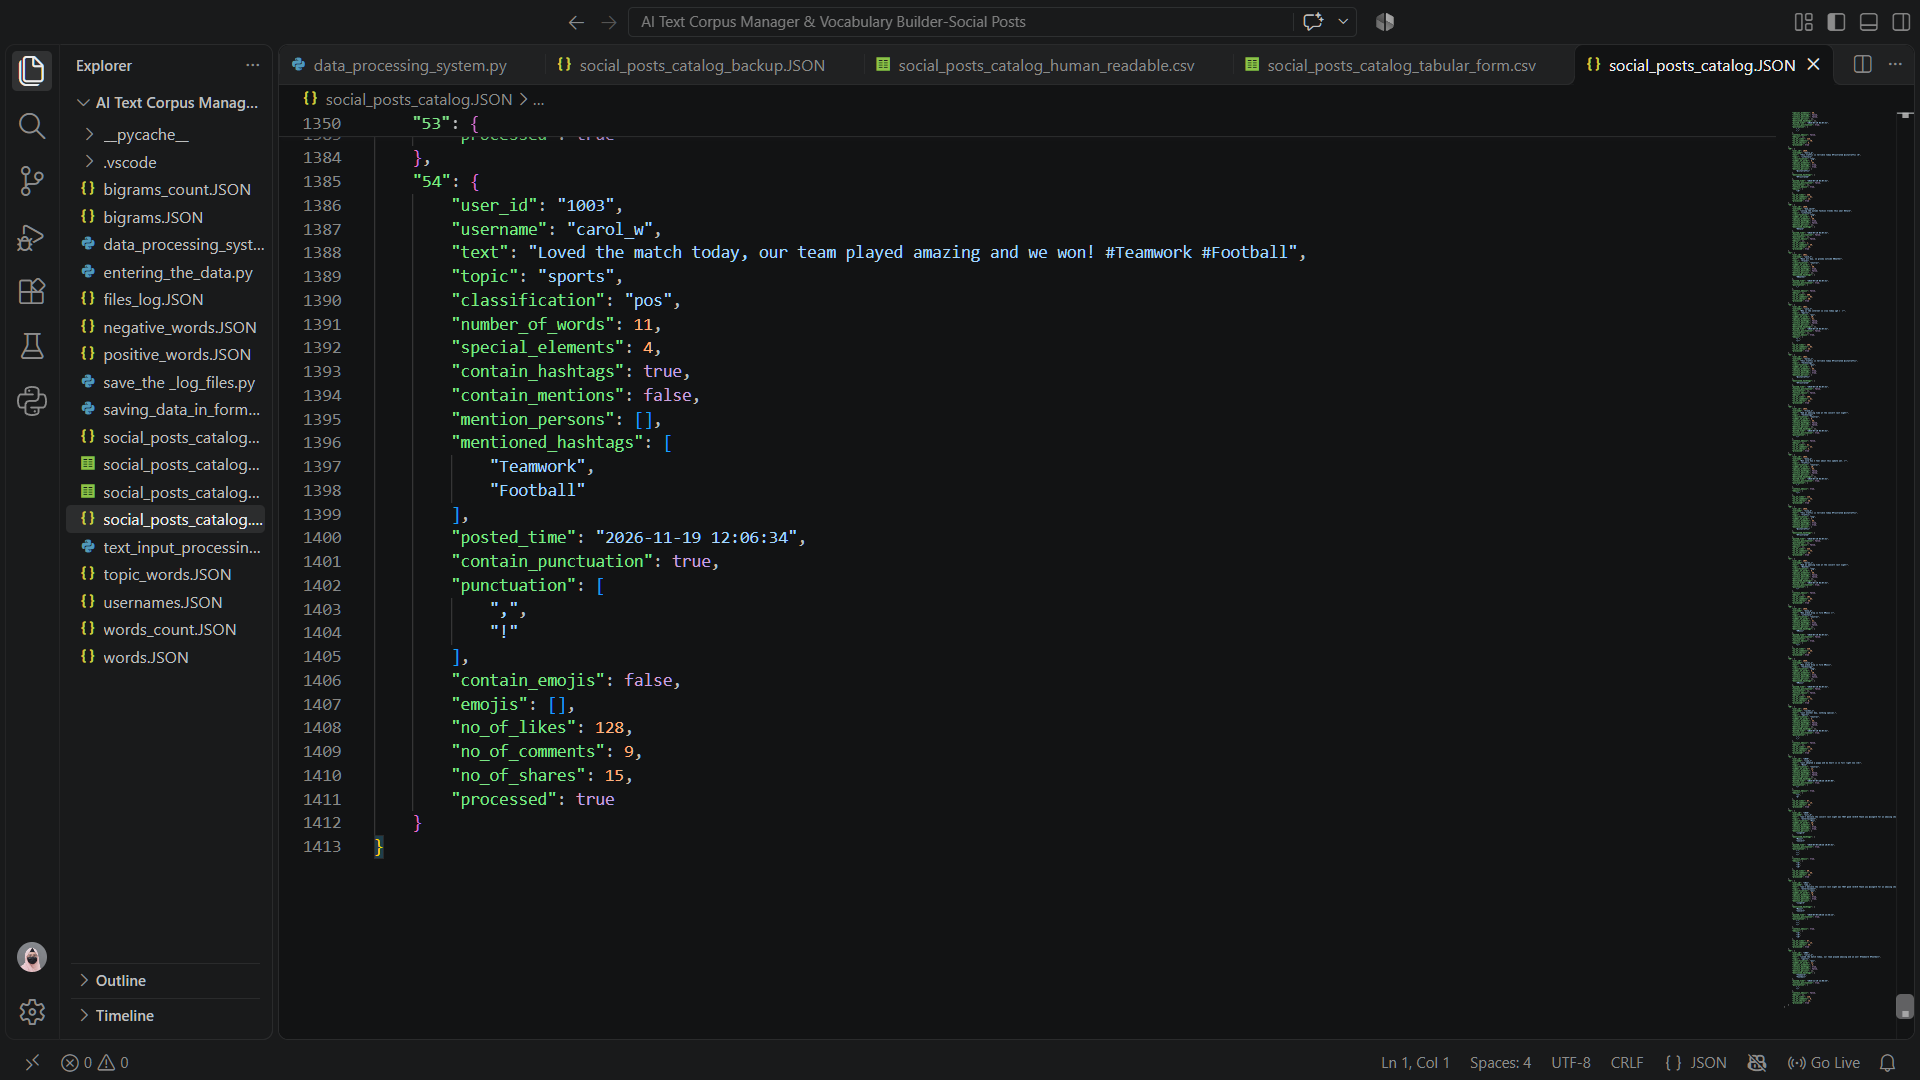 AI Text Corpus Manager & Vocabulary Builder-Social Posts
Explorer
AI Text Corpus Manag...
__pycache__
.vscode
bigrams_count.JSON
bigrams.JSON
data_processing_syst...
entering_the_data.py
files_log.JSON
negative_words.JSON
positive_words.JSON
save_the _log_files.py
saving_data_in_form...
social_posts_catalog...
social_posts_catalog...
social_posts_catalog...
social_posts_catalog....
text_input_processin...
topic_words.JSON
usernames.JSON
words_count.JSON
words.JSON
Outline
Timeline
data_processing_system.py
social_posts_catalog_backup.JSON
social_posts_catalog_human_readable.csv
social_posts_catalog_tabular_form.csv
social_posts_catalog.JSON
social_posts_catalog.JSON > ...
1350 "53": {
1384 },
1385 "54": {
1386 "user_id": "1003",
1387 "username": "carol_w",
1388 "text": "Loved the match today, our team played amazing and we won! #Teamwork #Football",
1389 "topic": "sports",
1390 "classification": "pos",
1391 "number_of_words": 11,
1392 "special_elements": 4,
1393 "contain_hashtags": true,
1394 "contain_mentions": false,
1395 "mention_persons": [],
1396 "mentioned_hashtags": [
1397 "Teamwork",
1398 "Football"
1399 ],
1400 "posted_time": "2026-11-19 12:06:34",
1401 "contain_punctuation": true,
1402 "punctuation": [
1403 ",",
1404 "!"
1405 ],
1406 "contain_emojis": false,
1407 "emojis": [],
1408 "no_of_likes": 128,
1409 "no_of_comments": 9,
1410 "no_of_shares": 15,
1411 "processed": true
1412 }
1413 }
0 0
Ln 1, Col 1
Spaces: 4
UTF-8
CRLF
{ } JSON
Go Live